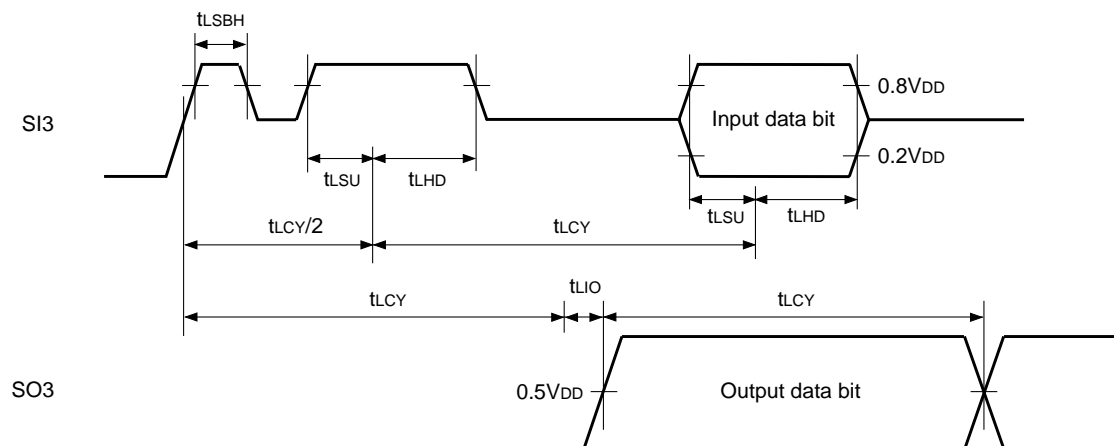 tLSBH
SI3
0.8VDD
Input data bit
0.2VDD
tLSU
tLHD
tLSU
tLHD
tLCY/2
tLCY
tLCY
tLIO
tLCY
SO3
0.5VDD
Output data bit